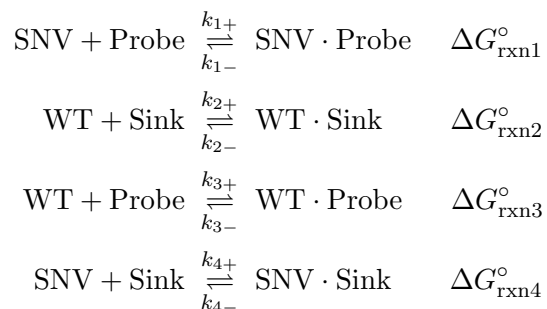 SNV + Probe k1+ ⇌ k1− SNV · Probe ΔG°rxn1
WT + Sink k2+ ⇌ k2− WT · Sink ΔG°rxn2
WT + Probe k3+ ⇌ k3− WT · Probe ΔG°rxn3
SNV + Sink k4+ ⇌ k4− SNV · Sink ΔG°rxn4